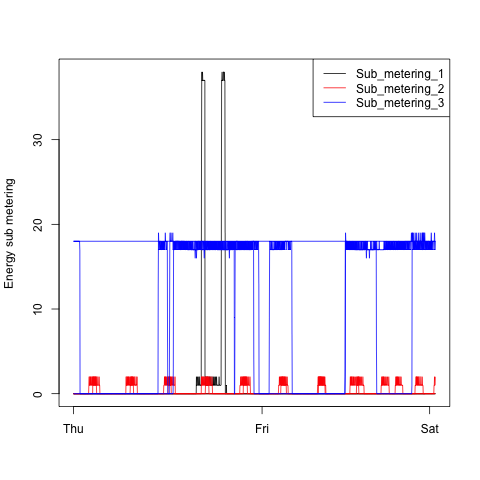 Sub_metering_1
Sub_metering_2
Sub_metering_3
Energy sub metering
30
20
10
0
Thu
Fri
Sat